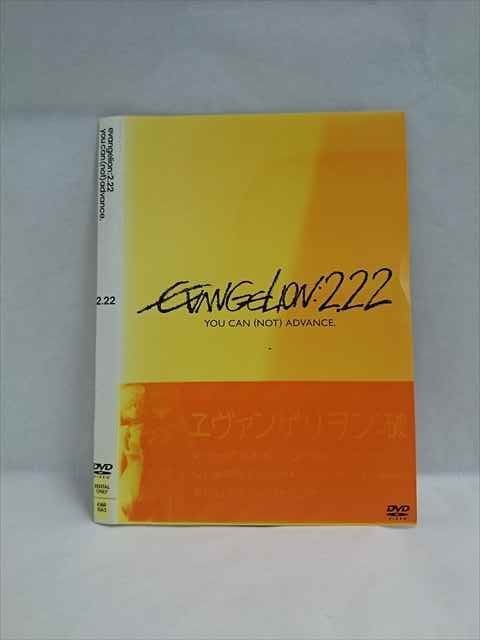 evangelion:2.22
you can (not) advance.
2.22
DVD
VIDEO
RENTAL
ONLY
EVANGELION:2.22
YOU CAN (NOT) ADVANCE.
ヱヴァンゲリヲン:破
DVD
VIDEO